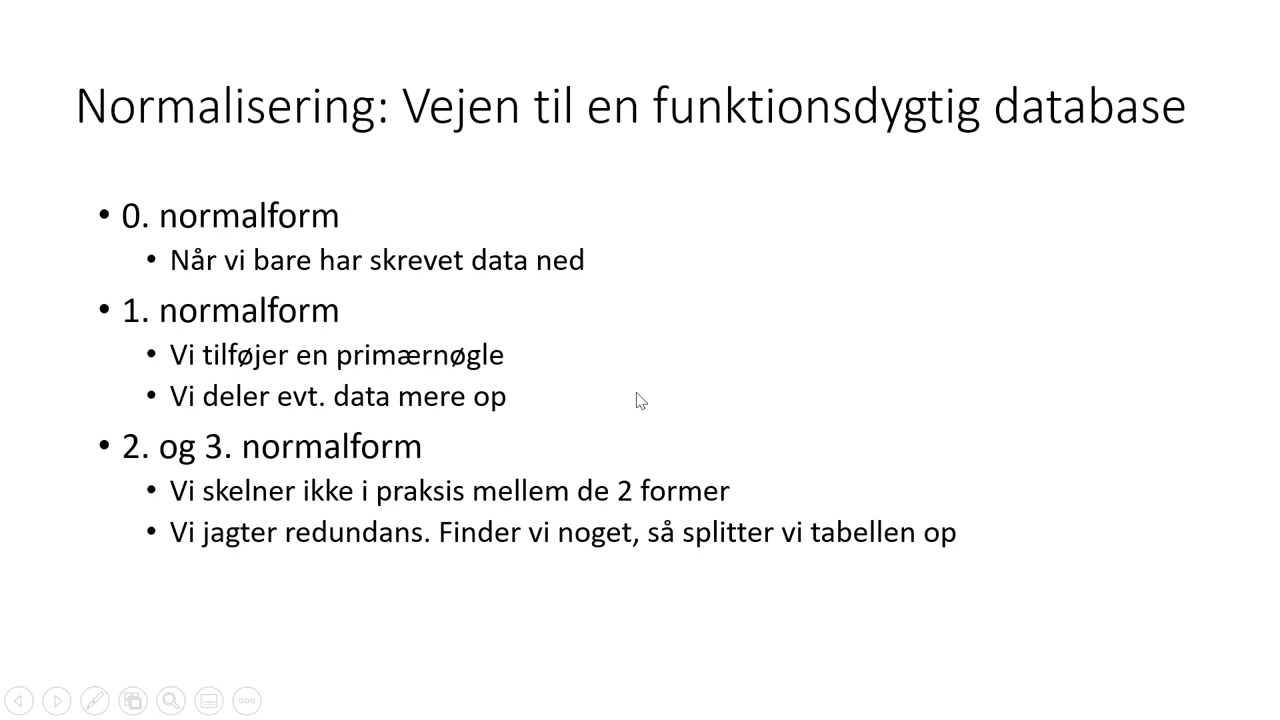 Normalisering: Vejen til en funktionsdygtig database
• 0. normalform
• Når vi bare har skrevet data ned
• 1. normalform
• Vi tilføjer en primærnøgle
• Vi deler evt. data mere op
• 2. og 3. normalform
• Vi skelner ikke i praksis mellem de 2 former
• Vi jagter redundans. Finder vi noget, så splitter vi tabellen op